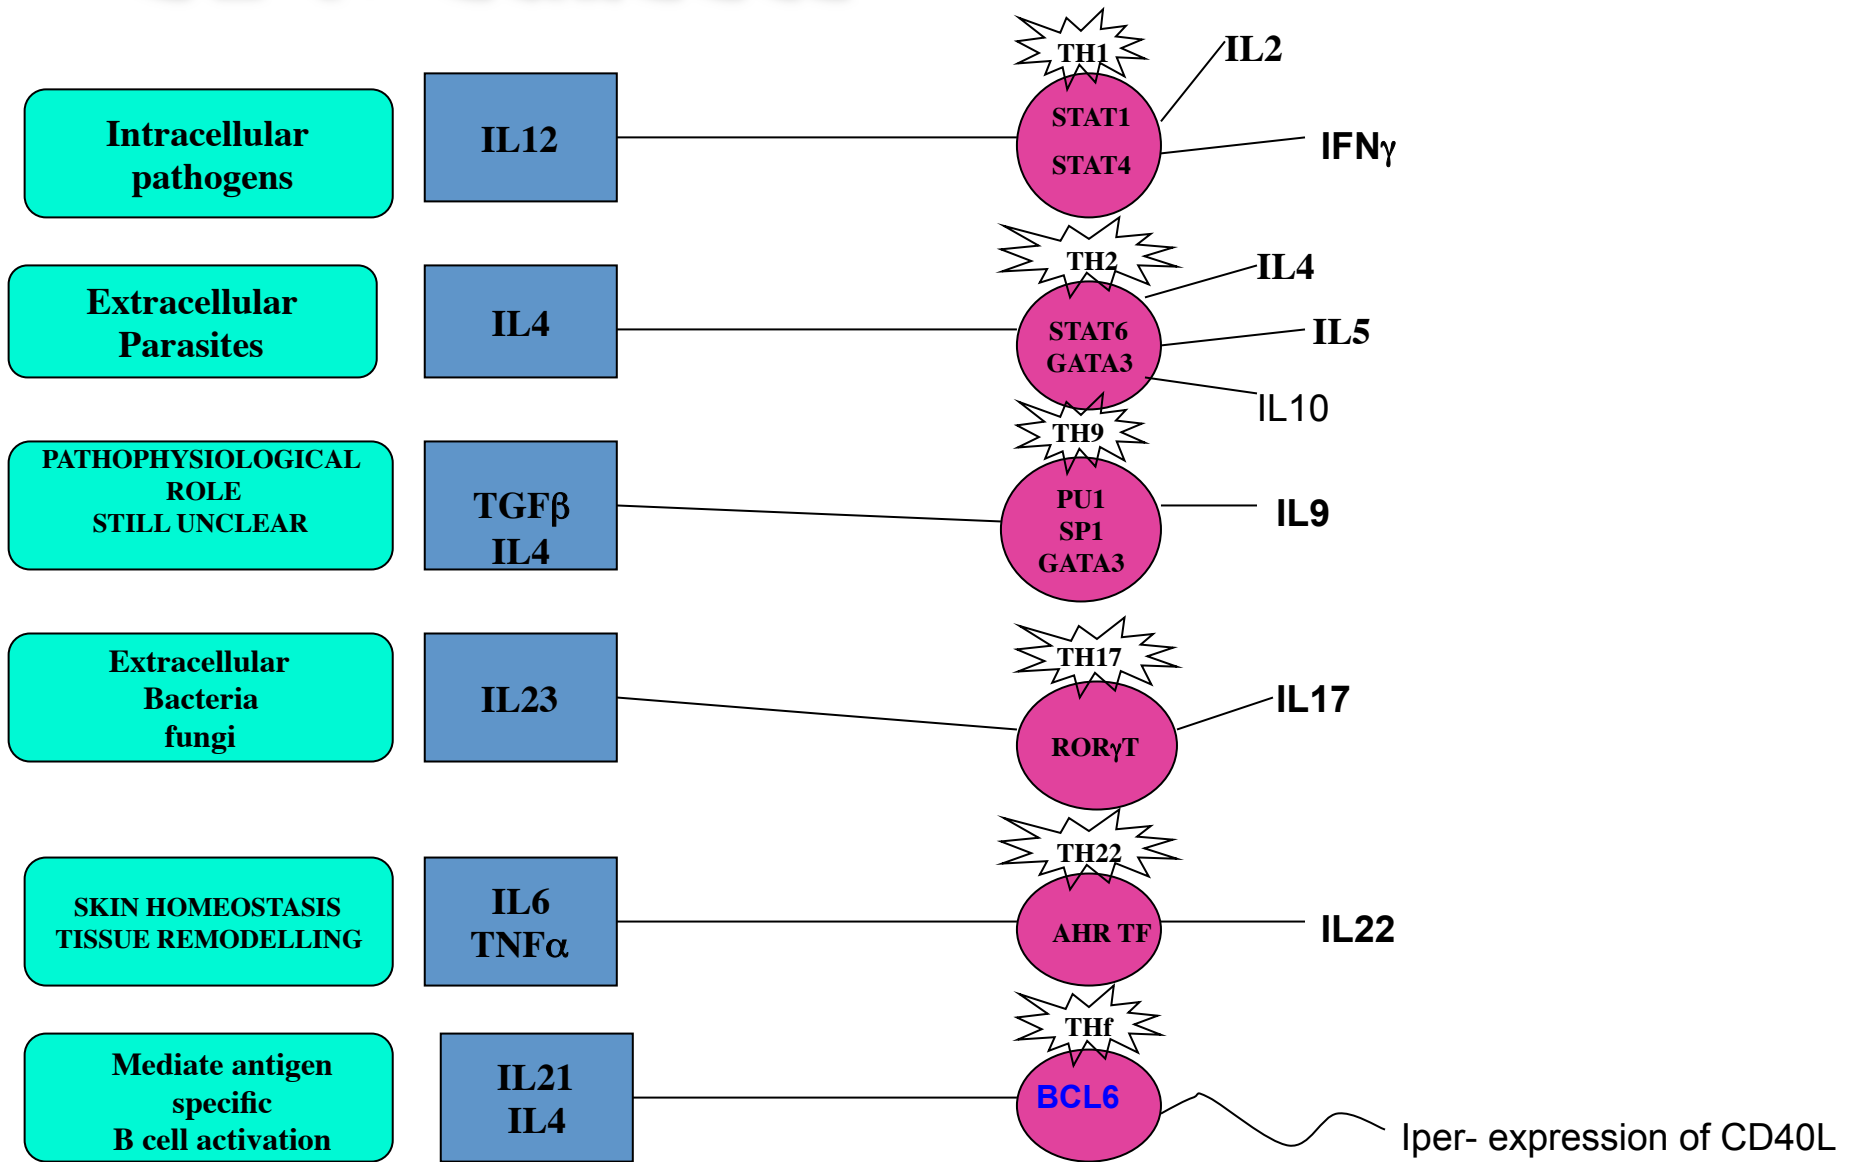 TH1
IL2
Intracellular
pathogens
IL12
STAT1
STAT4
IFNγ
TH2
Extracellular
Parasites
IL4
STAT6
GATA3
IL4
IL5
IL10
TH9
PATHOPHYSIOLOGICAL
ROLE
STILL UNCLEAR
TGFβ
IL4
PU1
SP1
GATA3
IL9
TH17
Extracellular
Bacteria
fungi
IL23
RORγT
IL17
TH22
SKIN HOMEOSTASIS
TISSUE REMODELLING
IL6
TNFα
AHR TF
IL22
THf
Mediate antigen
specific
B cell activation
IL21
IL4
BCL6
Iper- expression of CD40L